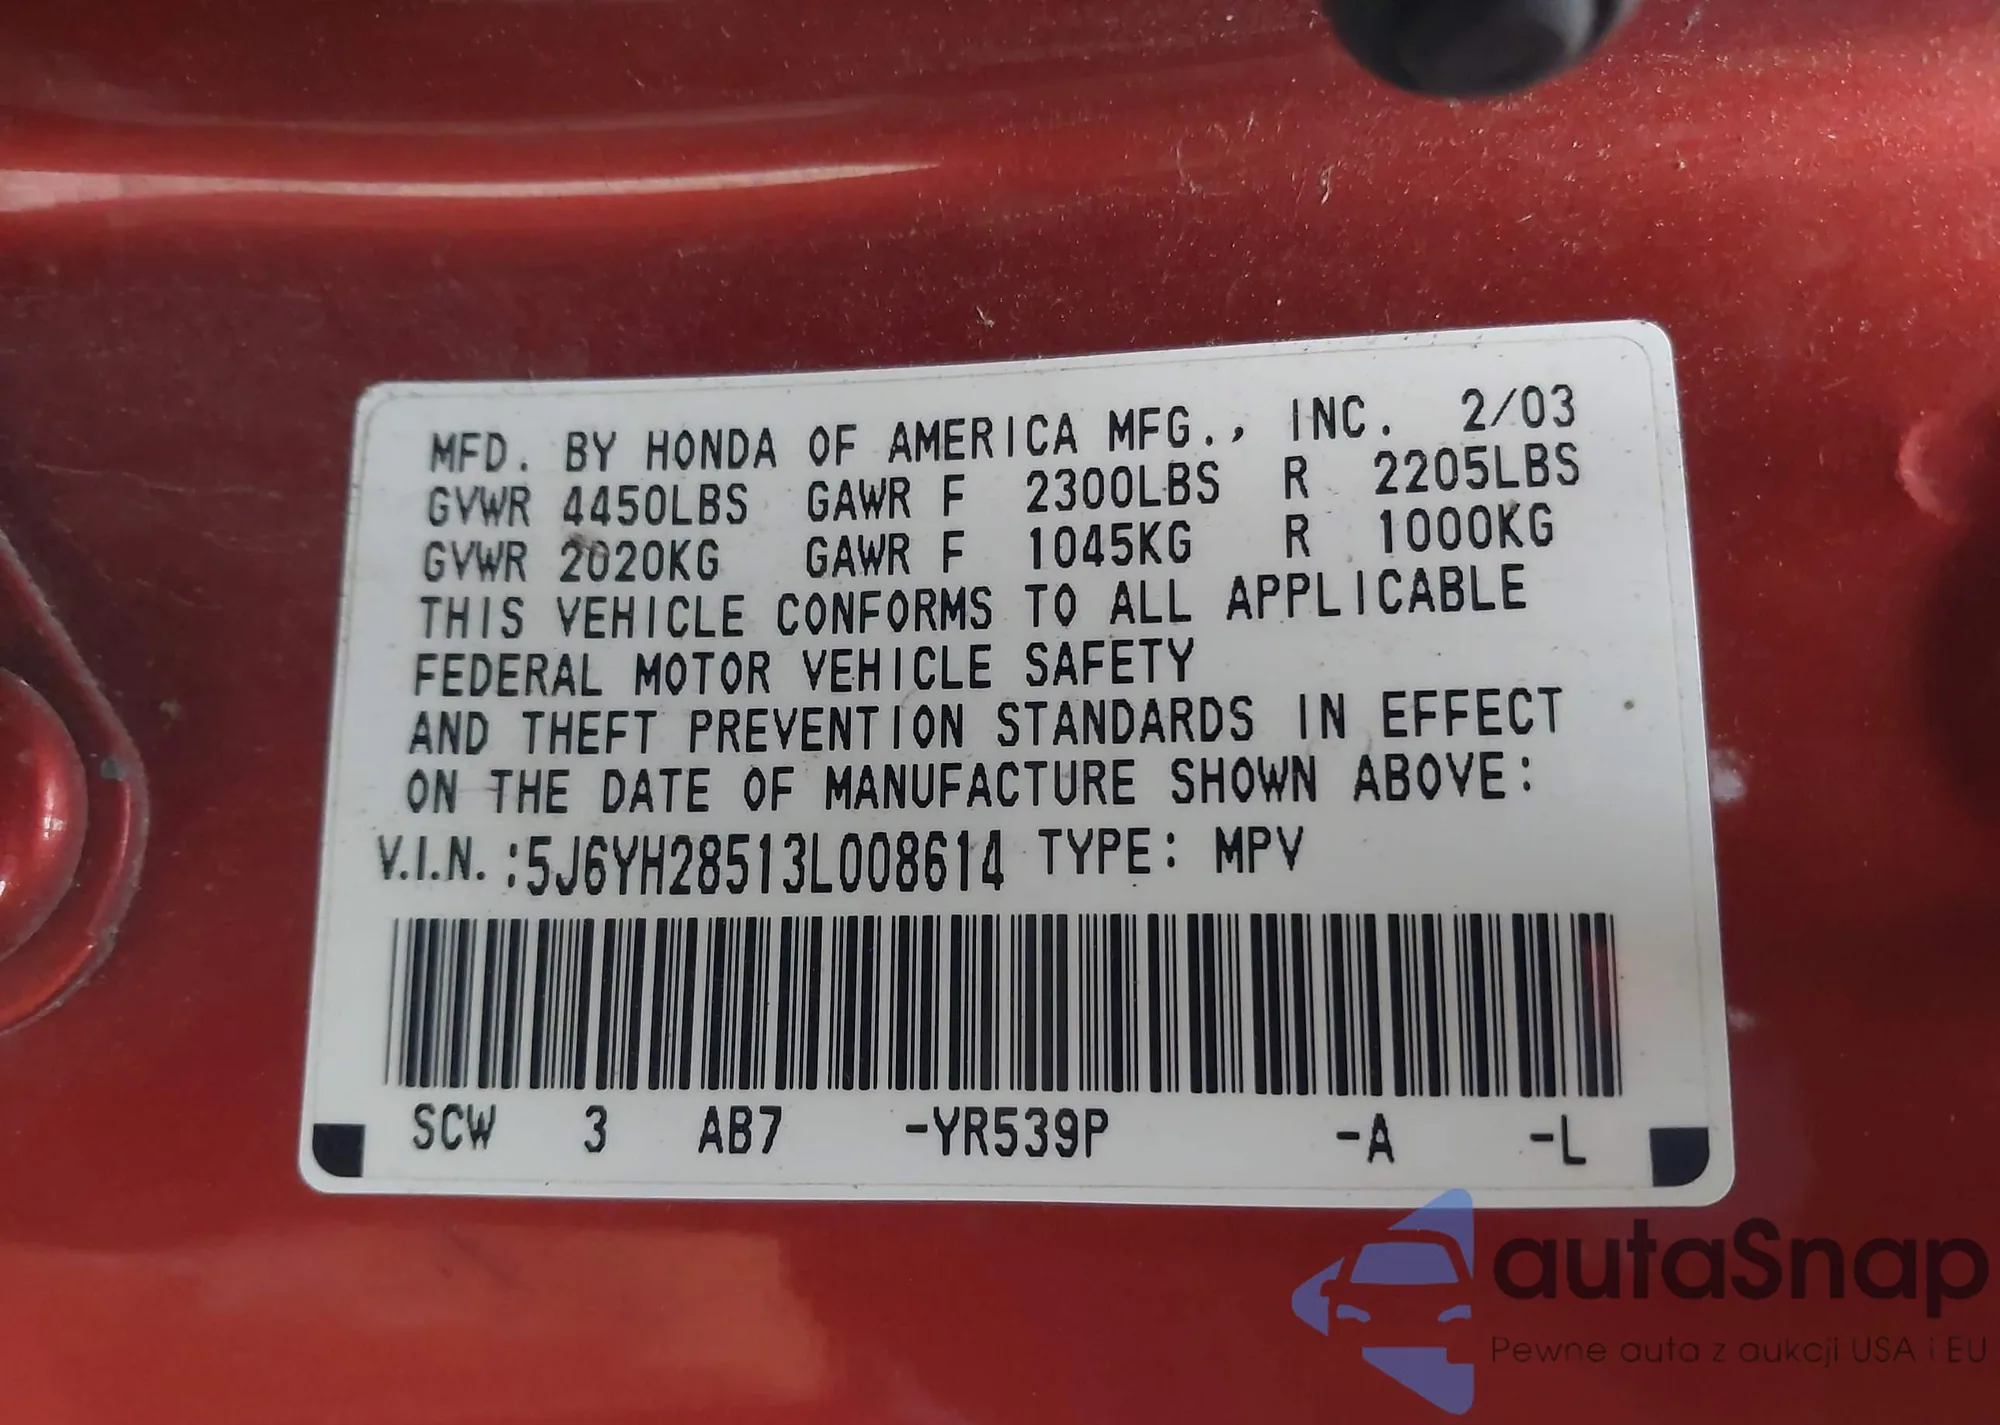 MFD. BY HONDA OF AMERICA MFG., INC. 2/03
GVWR 4450LBS GAWR F 2300LBS R 2205LBS
GVWR 2020KG GAWR F 1045KG R 1000KG
THIS VEHICLE CONFORMS TO ALL APPLICABLE
FEDERAL MOTOR VEHICLE SAFETY
AND THEFT PREVENTION STANDARDS IN EFFECT
ON THE DATE OF MANUFACTURE SHOWN ABOVE:
V.I.N. :5J6YH28513L008614 TYPE: MPV
SCW 3 AB7 -YR539P -A -L
autaSnap
Pewne auta z aukcji USA i EU